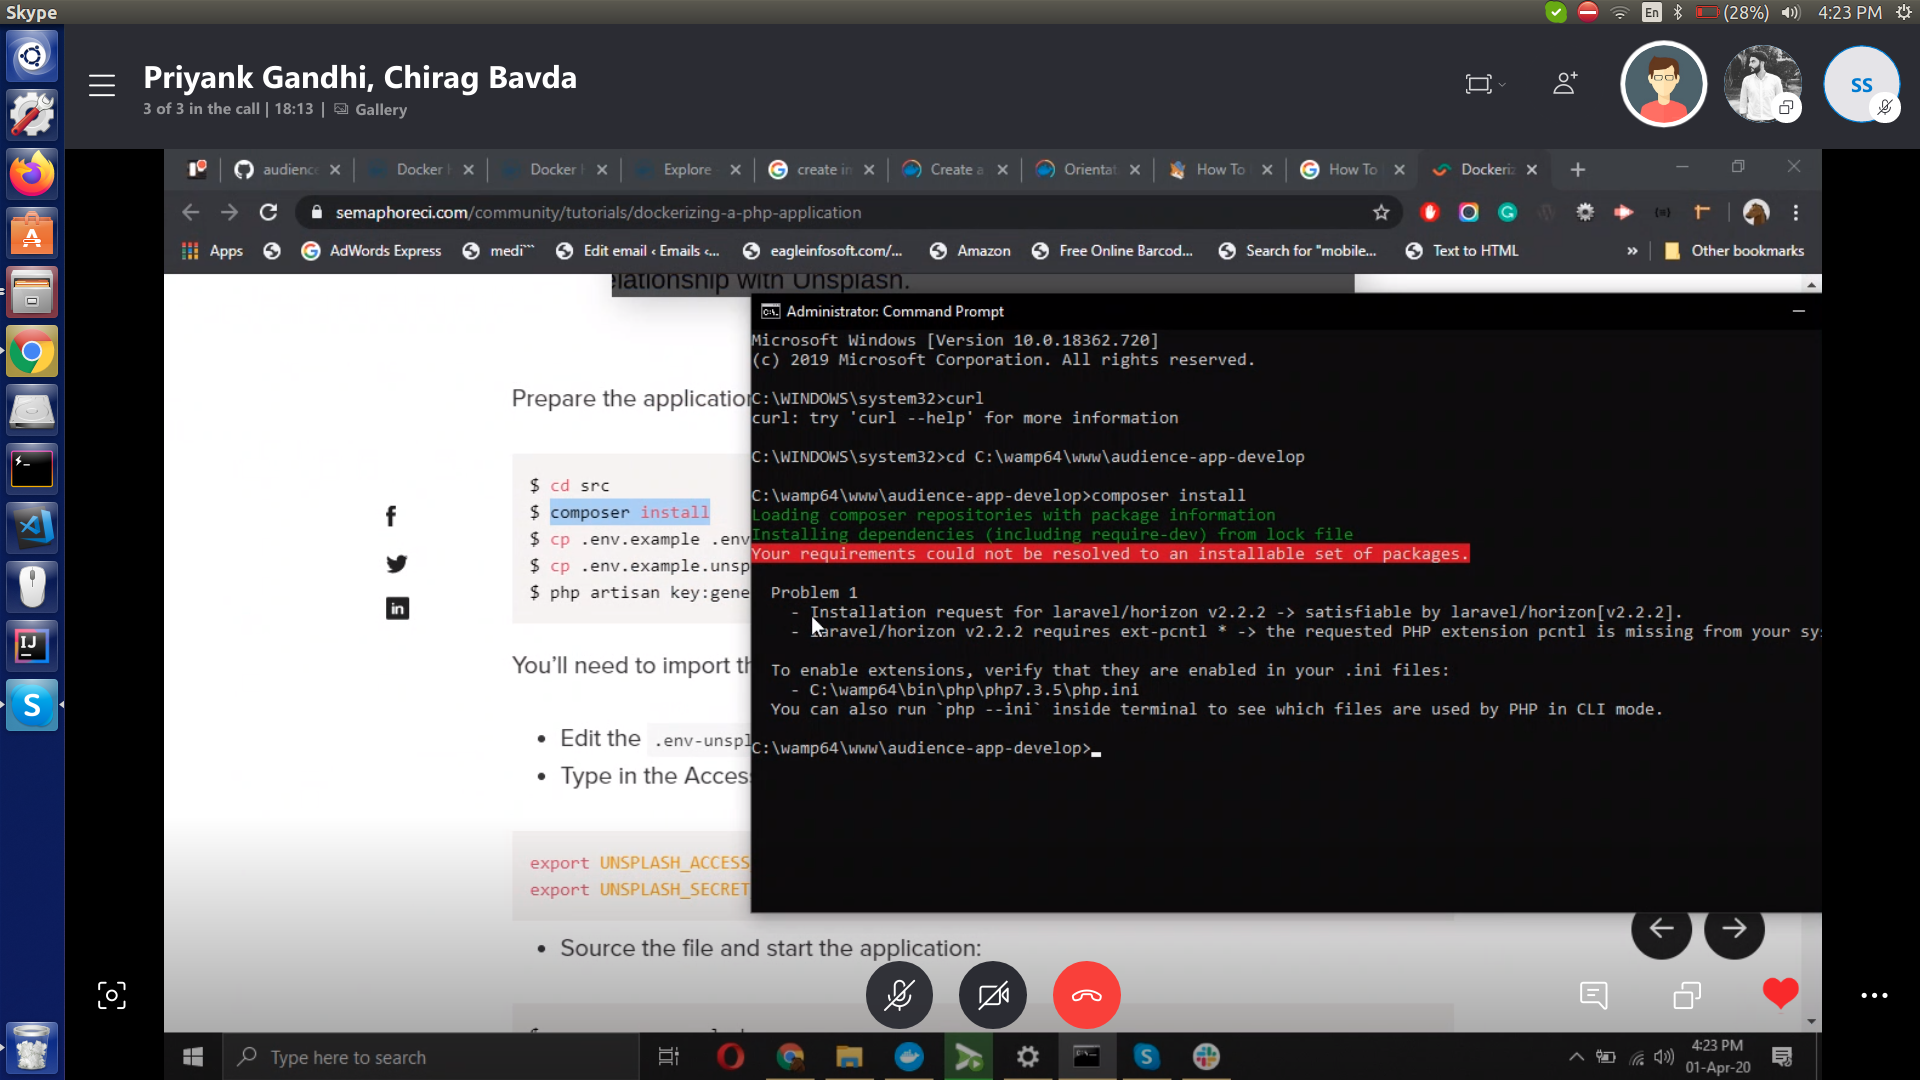 Skype
En
(28%)
4:23 PM
Priyank Gandhi, Chirag Bavda
3 of 3 in the call | 18:13 | Gallery
SS
audience
Docker
Docker
Explore
create in
Create a
Orientat
How To
How To
Dockeriz
semaphoreci.com/community/tutorials/dockerizing-a-php-application
Apps
AdWords Express
medi```
Edit email ‹ Emails ‹...
eagleinfosoft.com/...
Amazon
Free Online Barcod...
Search for "mobile...
Text to HTML
»
Other bookmarks
elationship with Unsplash.
Prepare the application
$ cd src
$ composer install
$ cp .env.example .env
$ cp .env.example.unsp
$ php artisan key:gene
You'll need to import th
• Edit the .env-unspl
• Type in the Access
export UNSPLASH_ACCESS
export UNSPLASH_SECRET
• Source the file and start the application:
Administrator: Command Prompt
Microsoft Windows [Version 10.0.18362.720]
(c) 2019 Microsoft Corporation. All rights reserved.
C:\WINDOWS\system32>curl
curl: try 'curl --help' for more information
C:\WINDOWS\system32>cd C:\wamp64\www\audience-app-develop
C:\wamp64\www\audience-app-develop>composer install
Loading composer repositories with package information
Installing dependencies (including require-dev) from lock file
Your requirements could not be resolved to an installable set of packages.
Problem 1
- Installation request for laravel/horizon v2.2.2 -> satisfiable by laravel/horizon[v2.2.2].
- laravel/horizon v2.2.2 requires ext-pcntl * -> the requested PHP extension pcntl is missing from your sy
To enable extensions, verify that they are enabled in your .ini files:
- C:\wamp64\bin\php\php7.3.5\php.ini
You can also run `php --ini` inside terminal to see which files are used by PHP in CLI mode.
C:\wamp64\www\audience-app-develop>
Type here to search
4:23 PM
01-Apr-20